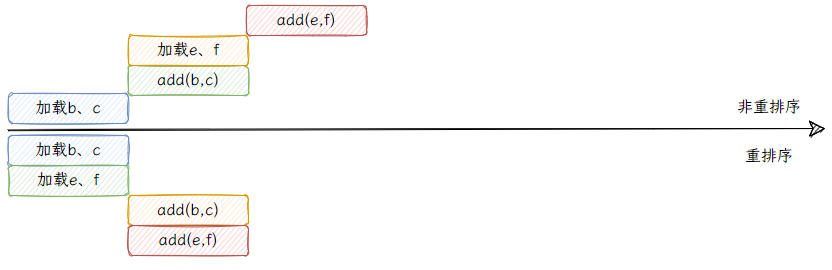 add(e,f)
加载e、f
add(b,c)
加载b、c
非重排序
加载b、c
重排序
加载e、f
add(b,c)
add(e,f)